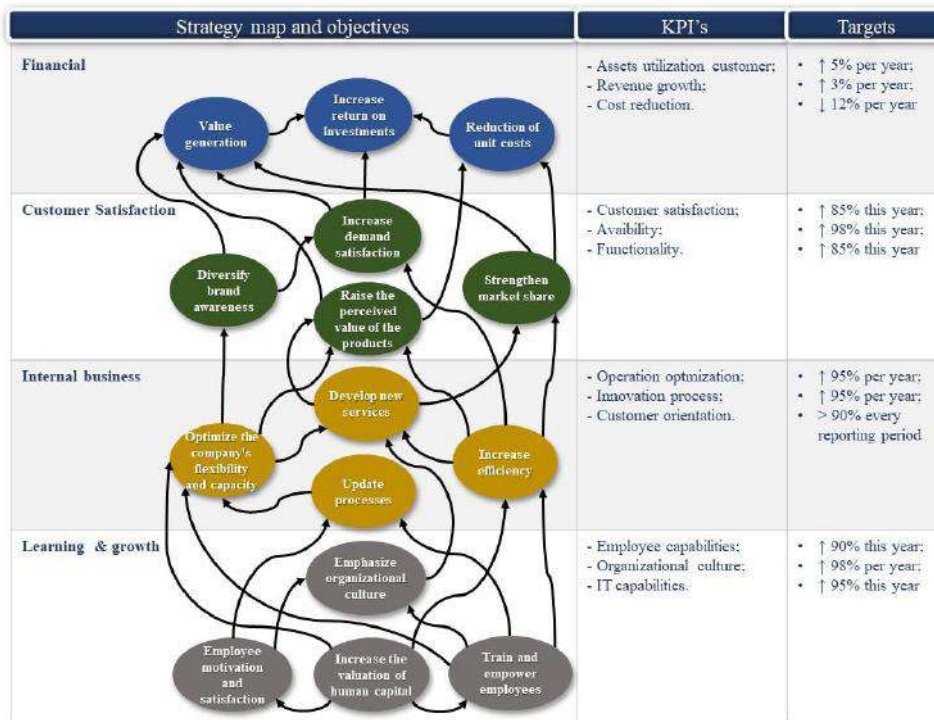 Strategy map and objectives
KPI's
Targets
Financial
Value
generation
Increase
return on
Investments
Reduction of
unit costs
- Assets utilization customer;
- Revenue growth;
- Cost reduction.
• ↑ 5% per year;
• ↑ 3% per year;
• ↓ 12% per year
Customer Satisfaction
Increase
demand
satisfaction
Diversify
brand
awareness
Strengthen
market share
Raise the
perceived
value of the
products
- Customer satisfaction;
- Avaibility;
- Functionality.
• ↑ 85% this year;
• ↑ 98% this year;
• ↑ 85% this year
Internal business
Develop new
services
Optimize the
company's
flexibility
and capacity
Increase
efficiency
Update
processes
- Operation optmization;
- Innovation process;
- Customer orientation.
• ↑ 95% per year;
• ↑ 95% per year;
• > 90% every
reporting period
Learning & growth
Emphasize
organizational
culture
Employee
motivation
and
satisfaction
Increase the
valuation of
human capital
Train and
empower
employees
- Employee capabilities;
- Organizational culture;
- IT capabilities.
• ↑ 90% this year;
• ↑ 98% per year;
• ↑ 95% this year